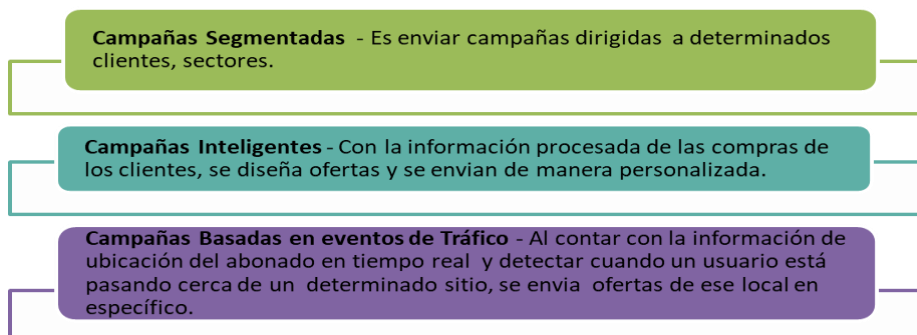 Campañas Segmentadas - Es enviar campañas dirigidas a determinados
clientes, sectores.
Campañas Inteligentes - Con la información procesada de las compras de
los clientes, se diseña ofertas y se envian de manera personalizada.
Campañas Basadas en eventos de Tráfico - Al contar con la información de
ubicación del abonado en tiempo real y detectar cuando un usuario está
pasando cerca de un determinado sitio, se envia ofertas de ese local en
específico.